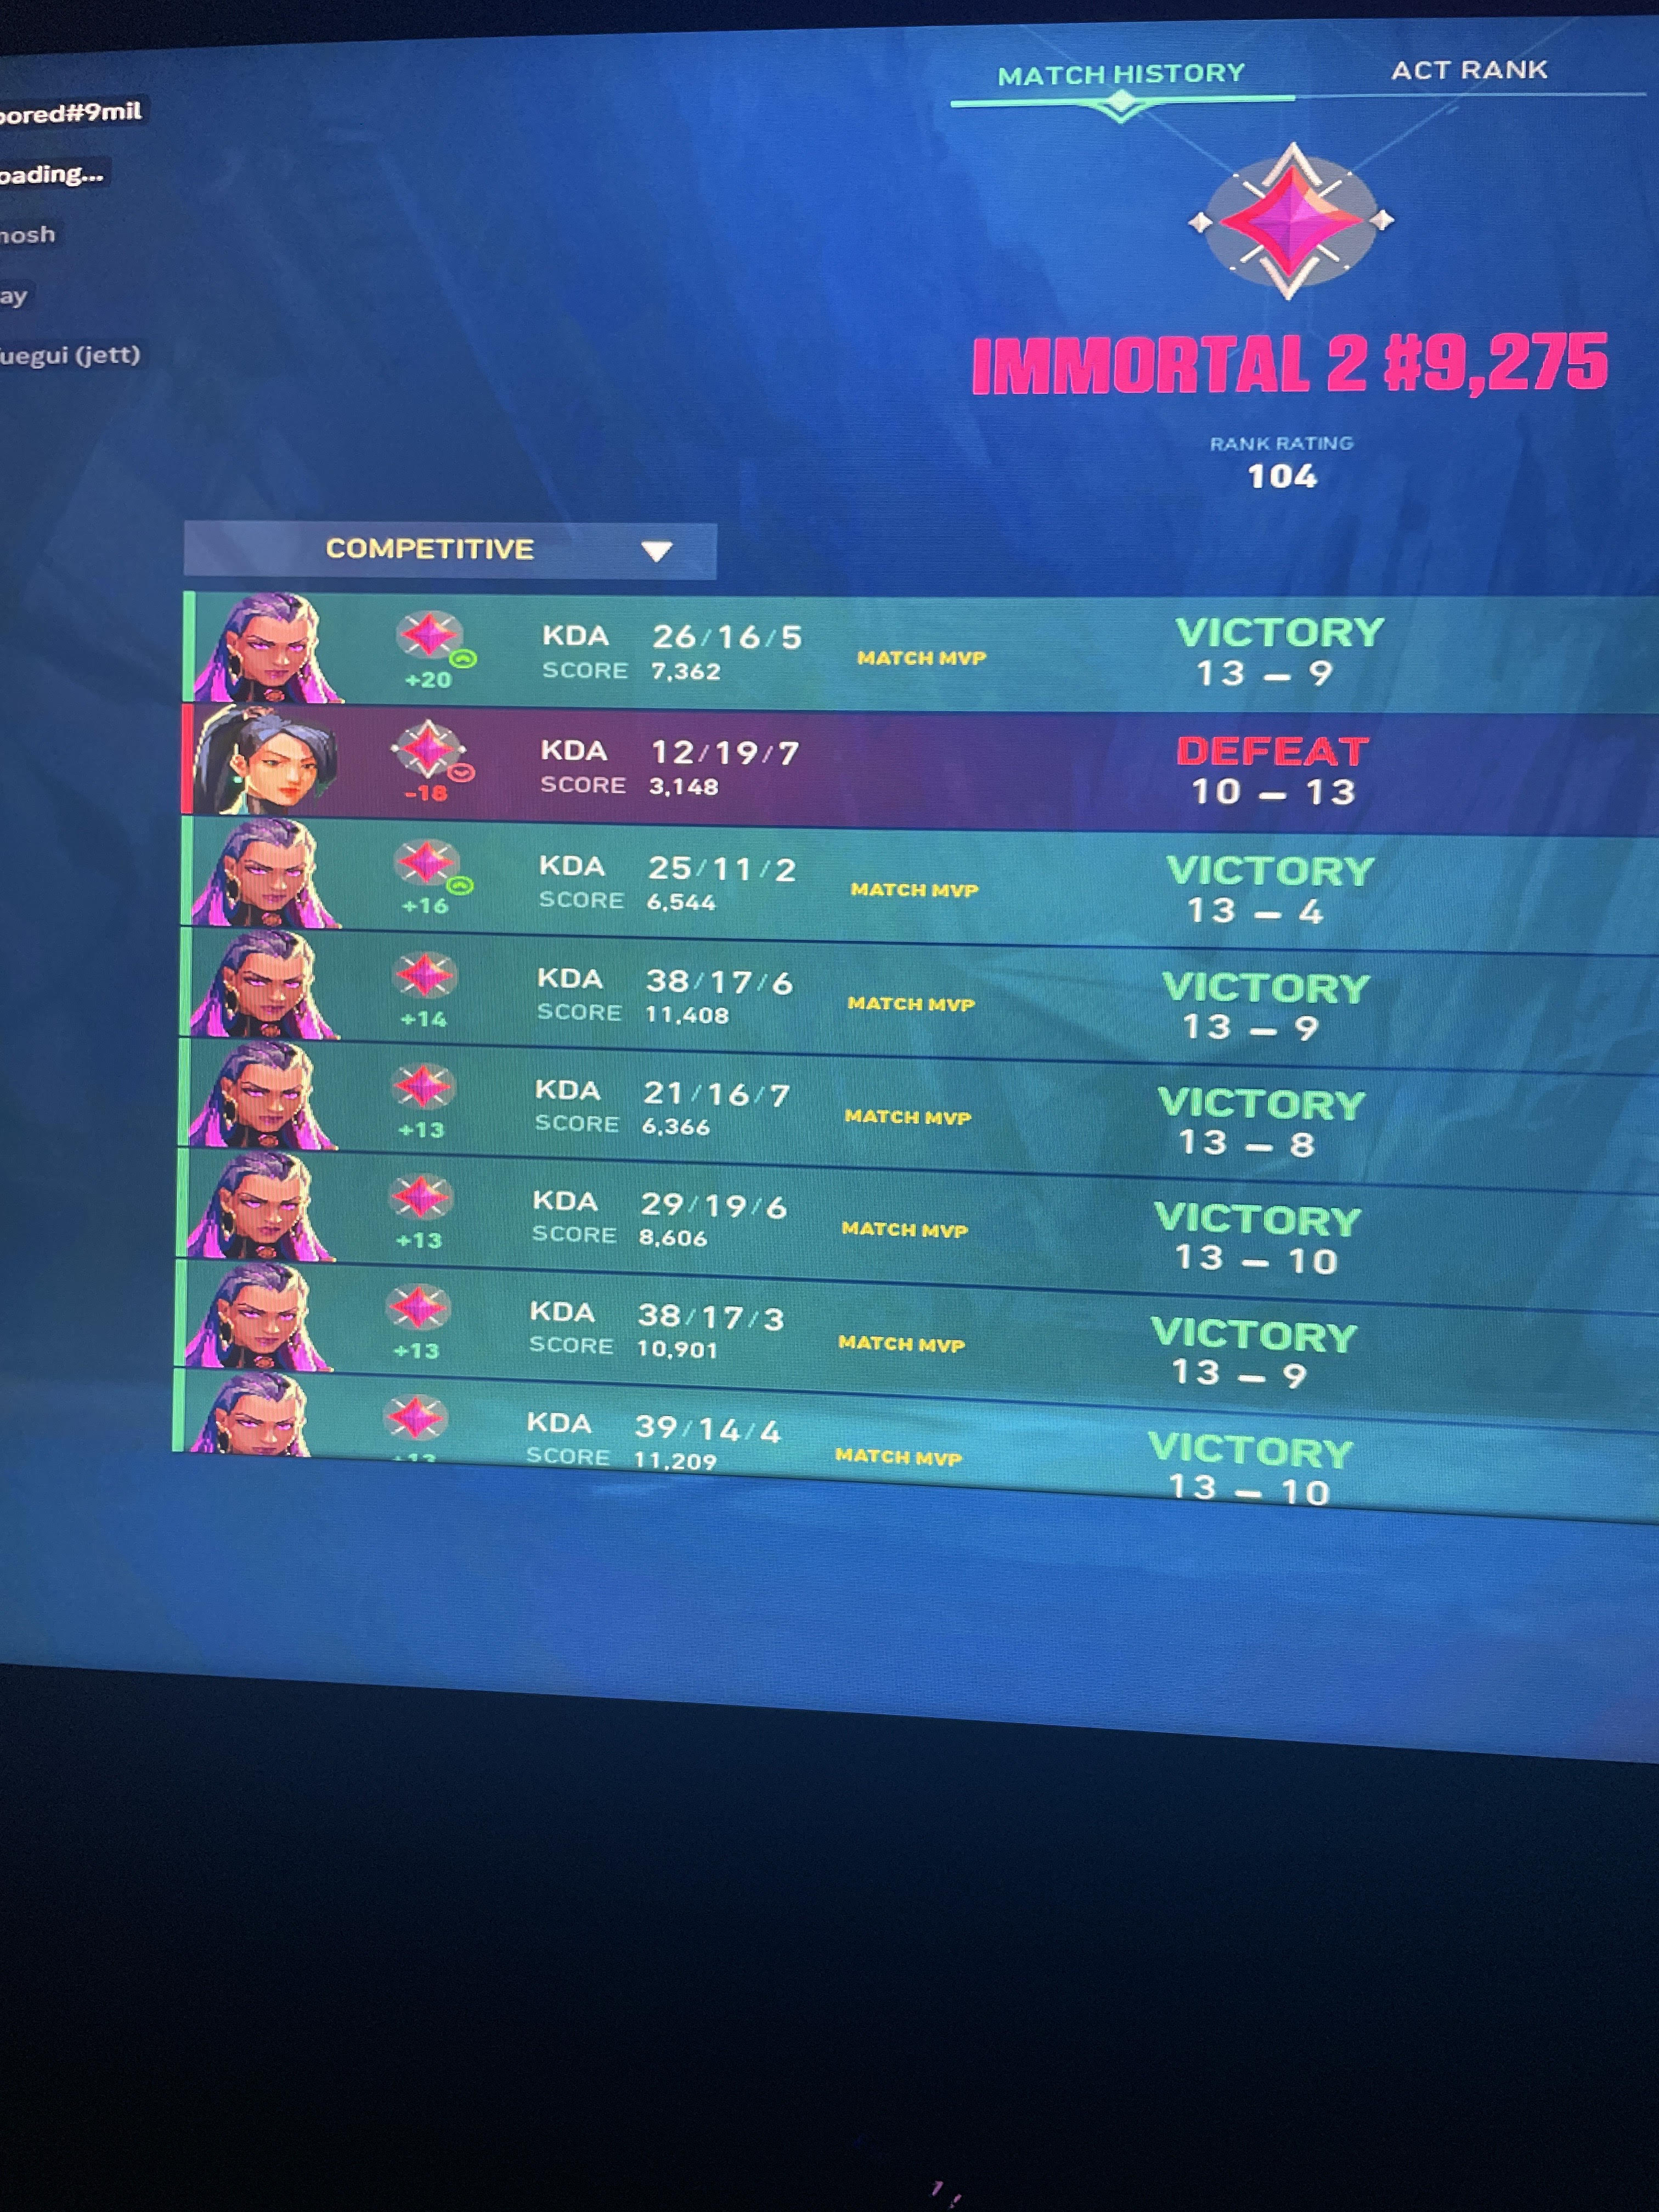 MATCH HISTORY
ACT RANK
#9mil
(jett)
IMMORTAL 2 #9,275
RANK RATING
104
COMPETITIVE
KDA 26/16/5
VICTORY
+20
SCORE 7,362
MATCH MVP
13 – 9
KDA 12/19/7
DEFEAT
-18
SCORE 3,148
10 – 13
KDA 25/11/2
VICTORY
+16
SCORE 6,544
MATCH MVP
13 – 4
KDA 38/17/6
VICTORY
+14
SCORE 11,408
MATCH MVP
13 – 9
KDA 21/16/7
VICTORY
+13
SCORE 6,366
MATCH MVP
13 – 8
KDA 29/19/6
VICTORY
+13
SCORE 8,606
MATCH MVP
13 – 10
KDA 38/17/3
VICTORY
+13
SCORE 10,901
MATCH MVP
13 – 9
KDA 39/14/4
VICTORY
SCORE 11,209
MATCH MVP
13 – 10